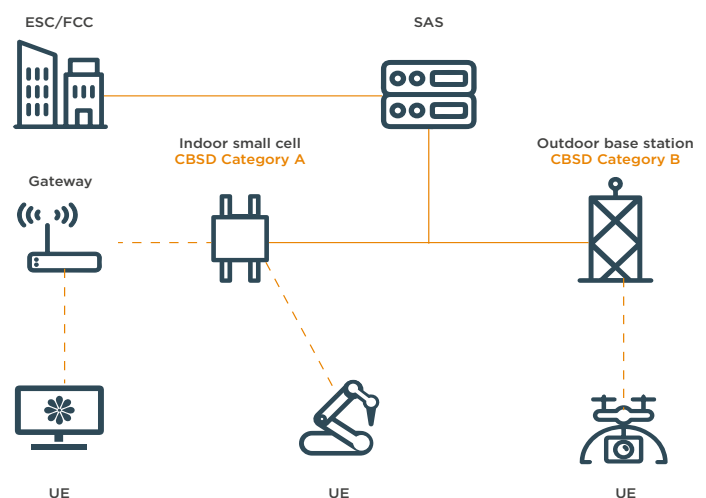 ESC/FCC
SAS
Indoor small cell
CBSD Category A
Outdoor base station
CBSD Category B
Gateway
UE
UE
UE